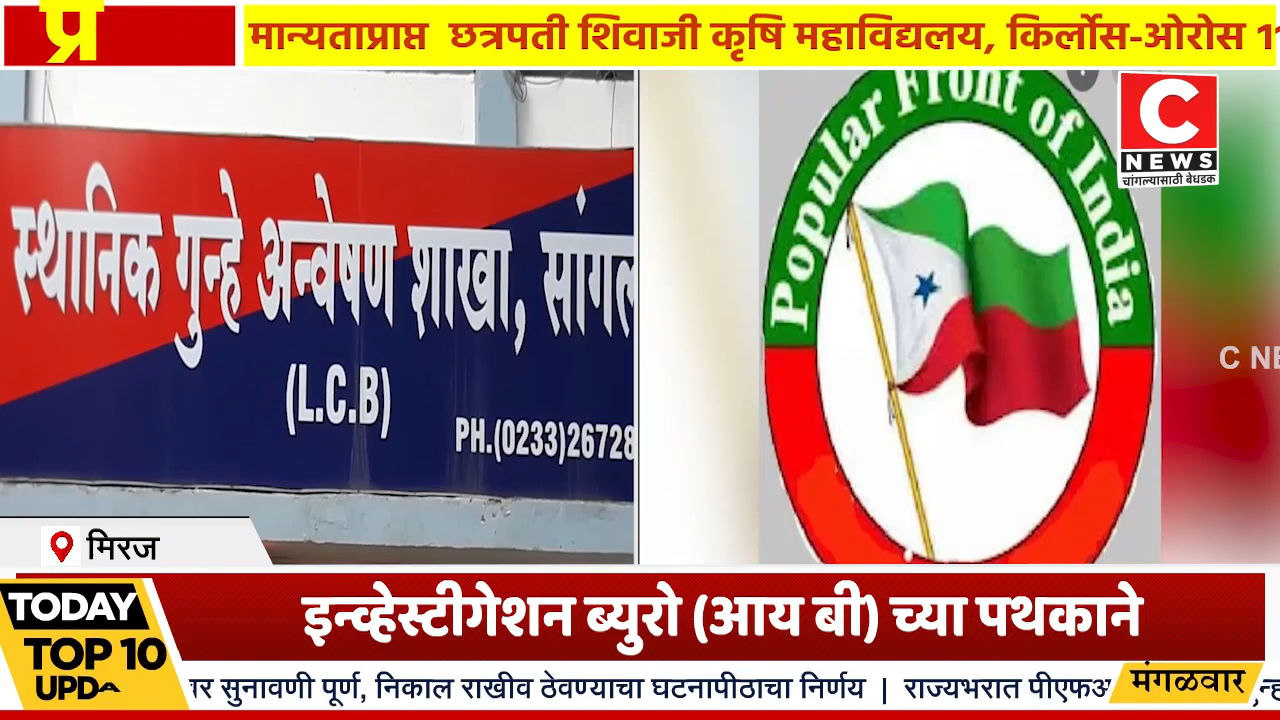 प्र
मान्यताप्राप्त छत्रपती शिवाजी कृषि महाविद्यलय, किर्लोस-ओरोस
स्थानिक गुन्हे अन्वेषण शाखा,
(L.C.B)
PH.(0233)26728
Popular Front of India
C
NEWS
चांगल्यासाठी बेधडक
C NE
मिरज
इन्व्हेस्टीगेशन ब्युरो (आय बी) च्या पथकाने
TODAY
TOP 10
सुनावणी पूर्ण, निकाल राखीव ठेवण्याचा घटनापीठाचा निर्णय | राज्यभरात
मंगळवार